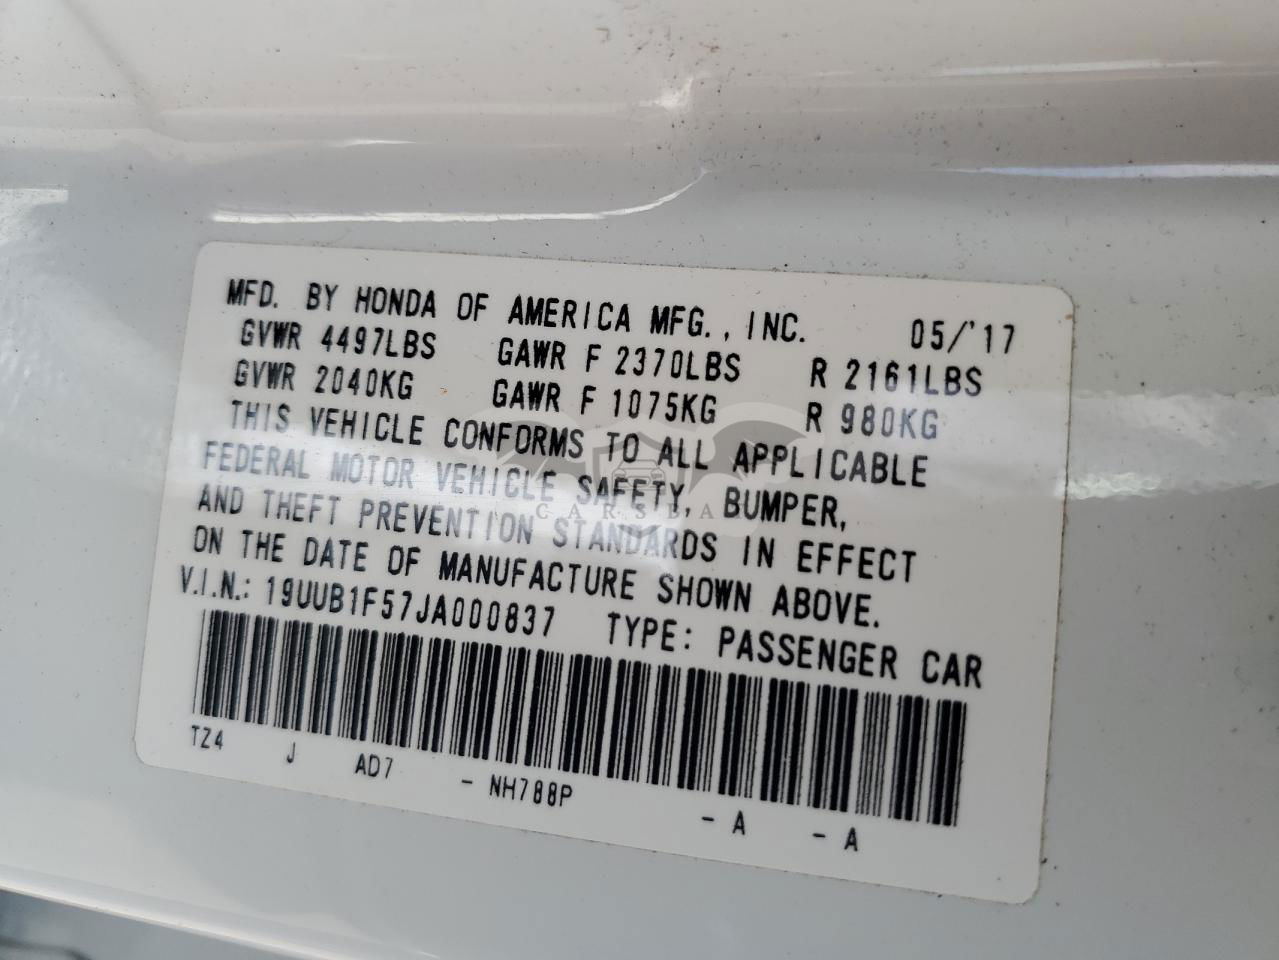 MFD. BY HONDA OF AMERICA MFG., INC. 05/'17
GVWR 4497LBS GAWR F 2370LBS R 2161LBS
GVWR 2040KG GAWR F 1075KG R 980KG
THIS VEHICLE CONFORMS TO ALL APPLICABLE
FEDERAL MOTOR VEHICLE SAFETY, BUMPER,
AND THEFT PREVENTION STANDARDS IN EFFECT
ON THE DATE OF MANUFACTURE SHOWN ABOVE.
V.I.N.: 19UUB1F57JA000837 TYPE: PASSENGER CAR
TZ4 J AD7 - NH788P - A - A